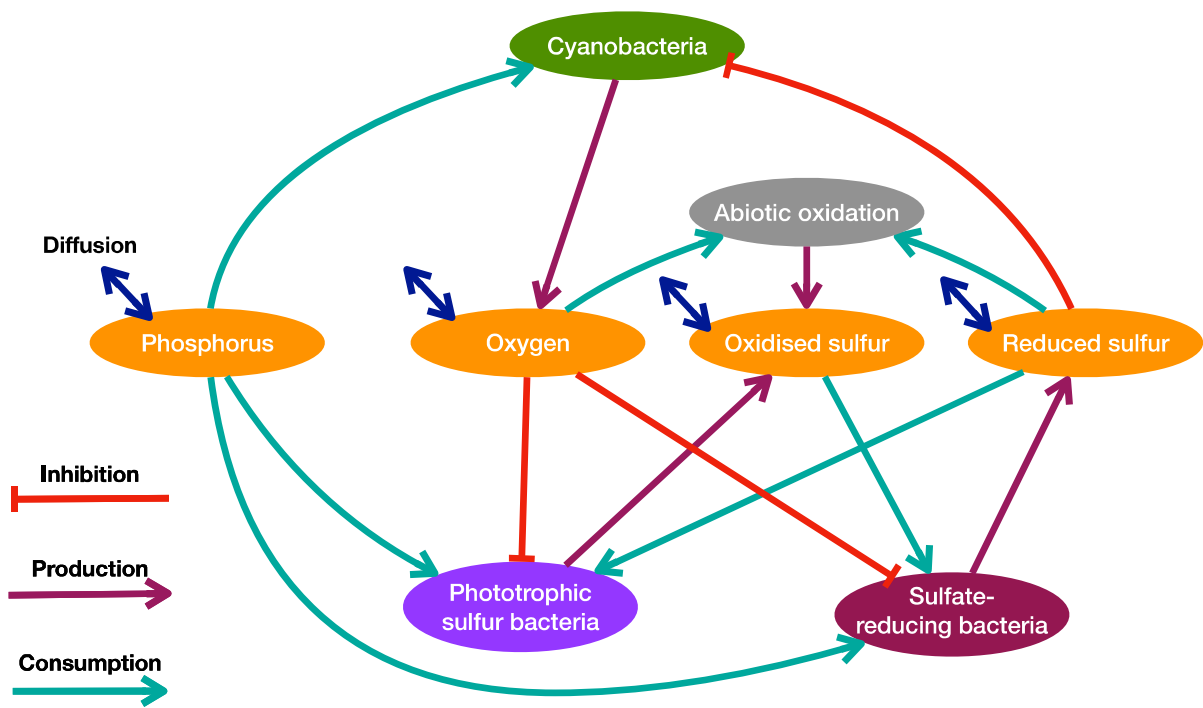 Cyanobacteria
Abiotic oxidation
Diffusion
Phosphorus
Oxygen
Oxidised sulfur
Reduced sulfur
Inhibition
Production
Consumption
Phototrophic
sulfur bacteria
Sulfate-
reducing bacteria